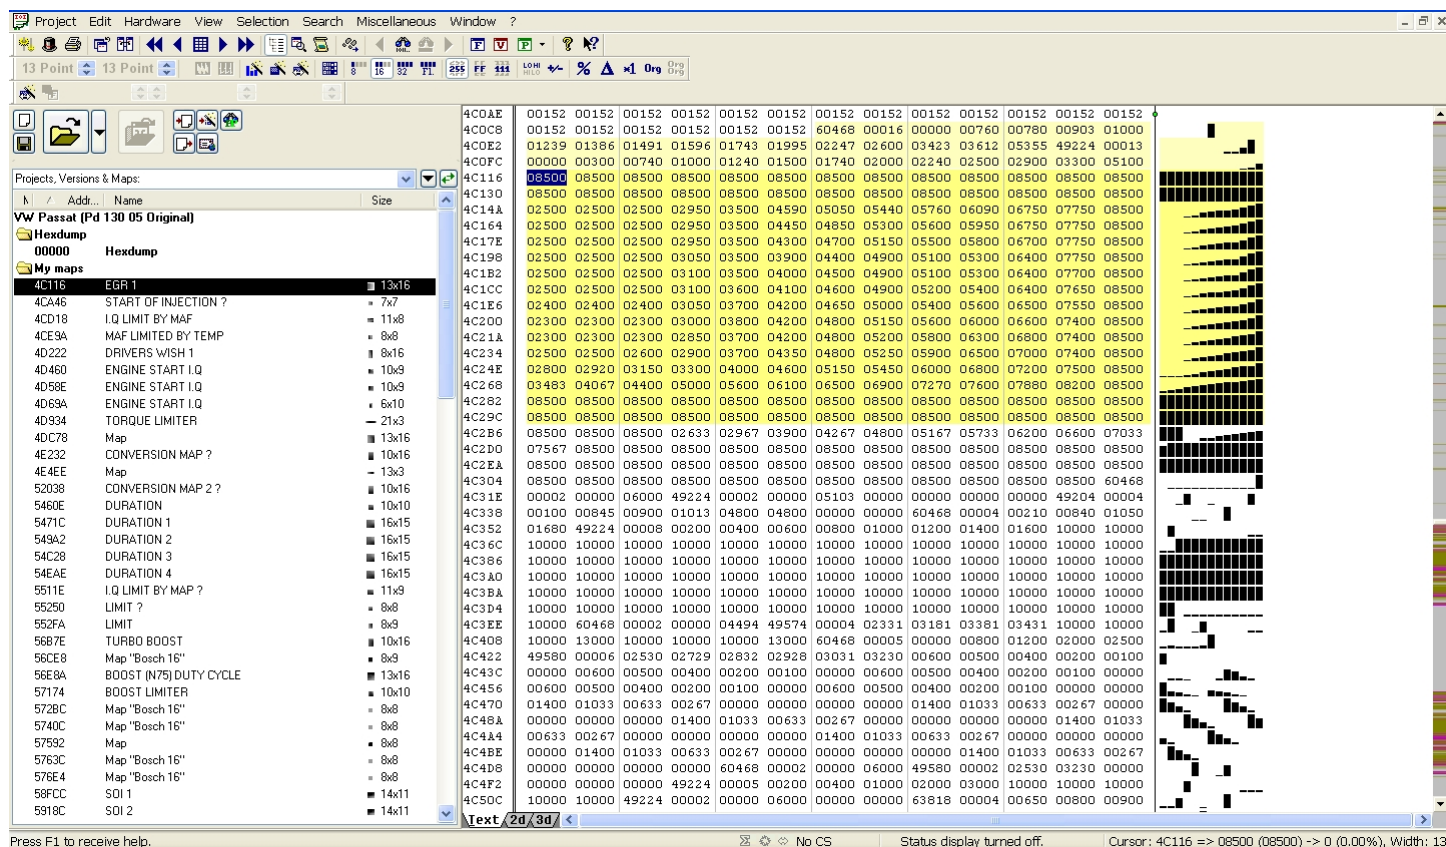 Project Edit Hardware View Selection Search Miscellaneous Window ?
13 Point 13 Point 8 16 32 Fl. 255 FF 111 LOHI HILO +/- % Δ ×1 Org Org
Projects, Versions & Maps:
N / Addr... Name Size
VW Passat (Pd 130 05 Original)
Hexdump
00000 Hexdump
My maps
4C116 EGR 1 13x16
4CA46 START OF INJECTION ? 7x7
4CD18 I.Q LIMIT BY MAF 11x8
4CE9A MAF LIMITED BY TEMP 8x8
4D222 DRIVERS WISH 1 8x16
4D460 ENGINE START I.Q 10x9
4D58E ENGINE START I.Q 10x9
4D69A ENGINE START I.Q 6x10
4D934 TORQUE LIMITER 21x3
4DC78 Map 13x16
4E232 CONVERSION MAP ? 10x16
4E4EE Map 13x3
52038 CONVERSION MAP 2 ? 10x16
5460E DURATION 10x10
5471C DURATION 1 16x15
549A2 DURATION 2 16x15
54C28 DURATION 3 16x15
54EAE DURATION 4 16x15
5511E I.Q LIMIT BY MAP ? 11x9
55250 LIMIT ? 8x8
552FA LIMIT 8x9
56B7E TURBO BOOST 10x16
56CE8 Map "Bosch 16" 8x9
56E8A BOOST (N75) DUTY CYCLE 13x16
57174 BOOST LIMITER 10x10
572BC Map "Bosch 16" 8x8
5740C Map "Bosch 16" 8x8
57592 Map 8x8
5763C Map "Bosch 16" 8x8
576E4 Map "Bosch 16" 8x8
58FCC SOI 1 14x11
5918C SOI 2 14x11
4C0AE 00152 00152 00152 00152 00152 00152 00152 00152 00152 00152 00152 00152 00152
4C0C8 00152 00152 00152 00152 00152 00152 60468 00016 00000 00760 00780 00903 01000
4C0E2 01239 01386 01491 01596 01743 01995 02247 02600 03423 03612 05355 49224 00013
4C0FC 00000 00300 00740 01000 01240 01500 01740 02000 02240 02500 02900 03300 05100
4C116 08500 08500 08500 08500 08500 08500 08500 08500 08500 08500 08500 08500 08500
4C130 08500 08500 08500 08500 08500 08500 08500 08500 08500 08500 08500 08500 08500
4C14A 02500 02500 02500 02950 03500 04590 05050 05440 05760 06090 06750 07750 08500
4C164 02500 02500 02500 02950 03500 04450 04850 05300 05600 05950 06750 07750 08500
4C17E 02500 02500 02500 02950 03500 04300 04700 05150 05500 05800 06700 07750 08500
4C198 02500 02500 02500 03050 03500 03900 04400 04900 05100 05300 06400 07750 08500
4C1B2 02500 02500 02500 03100 03500 04000 04500 04900 05100 05300 06400 07700 08500
4C1CC 02500 02500 02500 03100 03600 04100 04600 04900 05200 05400 06400 07650 08500
4C1E6 02400 02400 02400 03050 03700 04200 04650 05000 05400 05600 06500 07550 08500
4C200 02300 02300 02300 03000 03800 04200 04800 05150 05600 06000 06600 07400 08500
4C21A 02300 02300 02300 02850 03700 04200 04800 05200 05800 06300 06800 07400 08500
4C234 02500 02500 02600 02900 03700 04350 04800 05250 05900 06500 07000 07400 08500
4C24E 02800 02920 03150 03300 04000 04600 05150 05450 06000 06800 07200 07500 08500
4C268 03483 04067 04400 05000 05600 06100 06500 06900 07270 07600 07880 08200 08500
4C282 08500 08500 08500 08500 08500 08500 08500 08500 08500 08500 08500 08500 08500
4C29C 08500 08500 08500 08500 08500 08500 08500 08500 08500 08500 08500 08500 08500
4C2B6 08500 08500 08500 02633 02967 03900 04267 04800 05167 05733 06200 06600 07033
4C2D0 07567 08500 08500 08500 08500 08500 08500 08500 08500 08500 08500 08500 08500
4C2EA 08500 08500 08500 08500 08500 08500 08500 08500 08500 08500 08500 08500 08500
4C304 08500 08500 08500 08500 08500 08500 08500 08500 08500 08500 08500 08500 60468
4C31E 00002 00000 06000 49224 00002 00000 05103 00000 00000 00000 00000 49204 00004
4C338 00100 00845 00900 01013 04800 04800 00000 00000 60468 00004 00210 00840 01050
4C352 01680 49224 00008 00200 00400 00600 00800 01000 01200 01400 01600 10000 10000
4C36C 10000 10000 10000 10000 10000 10000 10000 10000 10000 10000 10000 10000 10000
4C386 10000 10000 10000 10000 10000 10000 10000 10000 10000 10000 10000 10000 10000
4C3A0 10000 10000 10000 10000 10000 10000 10000 10000 10000 10000 10000 10000 10000
4C3BA 10000 10000 10000 10000 10000 10000 10000 10000 10000 10000 10000 10000 10000
4C3D4 10000 10000 10000 10000 10000 10000 10000 10000 10000 10000 10000 10000 10000
4C3EE 10000 60468 00002 00000 04494 49574 00004 02331 03181 03381 03431 10000 10000
4C408 10000 13000 10000 10000 10000 13000 60468 00005 00000 00800 01200 02000 02500
4C422 49580 00006 02530 02729 02832 02928 03031 03230 00600 00500 00400 00200 00100
4C43C 00000 00600 00500 00400 00200 00100 00000 00600 00500 00400 00200 00100 00000
4C456 00600 00500 00400 00200 00100 00000 00600 00500 00400 00200 00100 00000 00000
4C470 01400 01033 00633 00267 00000 00000 00000 00000 01400 01033 00633 00267 00000
4C48A 00000 00000 00000 01400 01033 00633 00267 00000 00000 00000 00000 01400 01033
4C4A4 00633 00267 00000 00000 00000 00000 01400 01033 00633 00267 00000 00000 00000
4C4BE 00000 01400 01033 00633 00267 00000 00000 00000 00000 01400 01033 00633 00267
4C4D8 00000 00000 00000 00000 60468 00002 00000 06000 49580 00002 02530 03230 00000
4C4F2 00000 00000 00000 49224 00005 00200 00400 01000 02000 03000 10000 10000 10000
4C50C 10000 10000 49224 00002 00000 06000 00000 00000 63818 00004 00650 00800 00900
Text 2d 3d
Press F1 to receive help. No CS Status display turned off. Cursor: 4C116 => 08500 (08500) -> 0 (0.00%), Width: 13